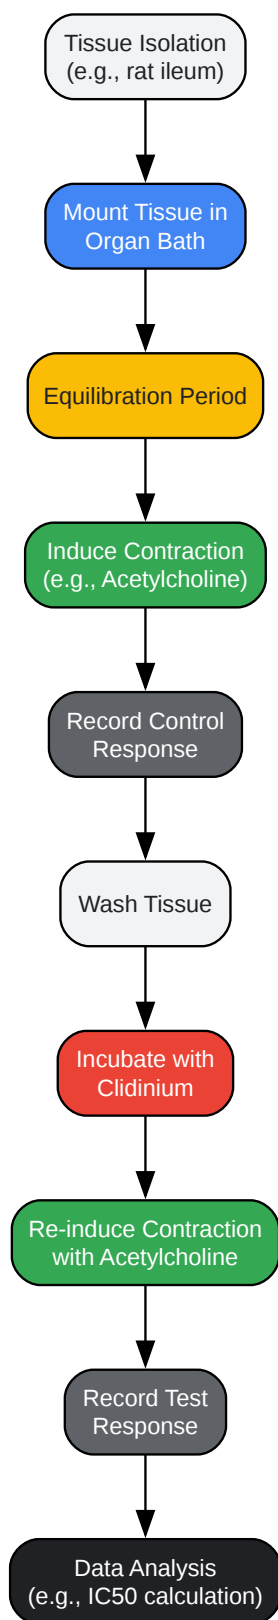 Tissue Isolation
(e.g., rat ileum)
Mount Tissue in
Organ Bath
Equilibration Period
Induce Contraction
(e.g., Acetylcholine)
Record Control
Response
Wash Tissue
Incubate with
Clidinium
Re-induce Contraction
with Acetylcholine
Record Test
Response
Data Analysis
(e.g., IC50 calculation)